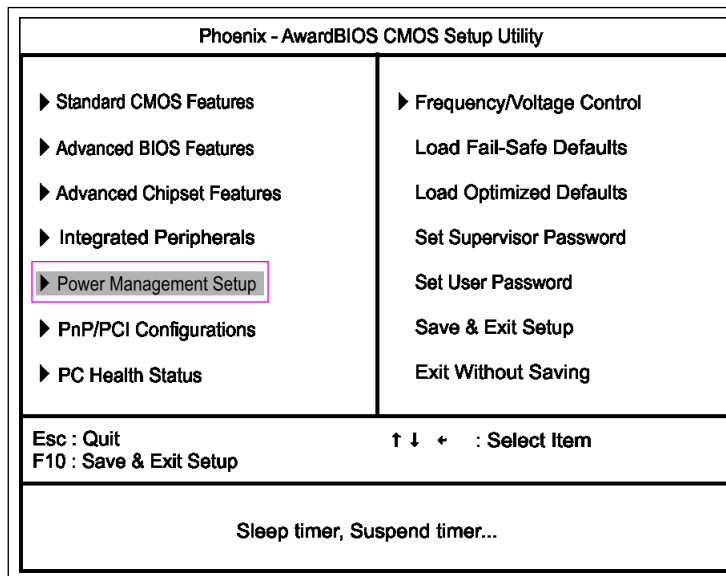 Phoenix - AwardBIOS CMOS Setup Utility
▶ Standard CMOS Features
▶ Advanced BIOS Features
▶ Advanced Chipset Features
▶ Integrated Peripherals
▶ Power Management Setup
▶ PnP/PCI Configurations
▶ PC Health Status
▶ Frequency/Voltage Control
Load Fail-Safe Defaults
Load Optimized Defaults
Set Supervisor Password
Set User Password
Save & Exit Setup
Exit Without Saving
Esc : Quit
F10 : Save & Exit Setup
↑ ↓ ← : Select Item
Sleep timer, Suspend timer...